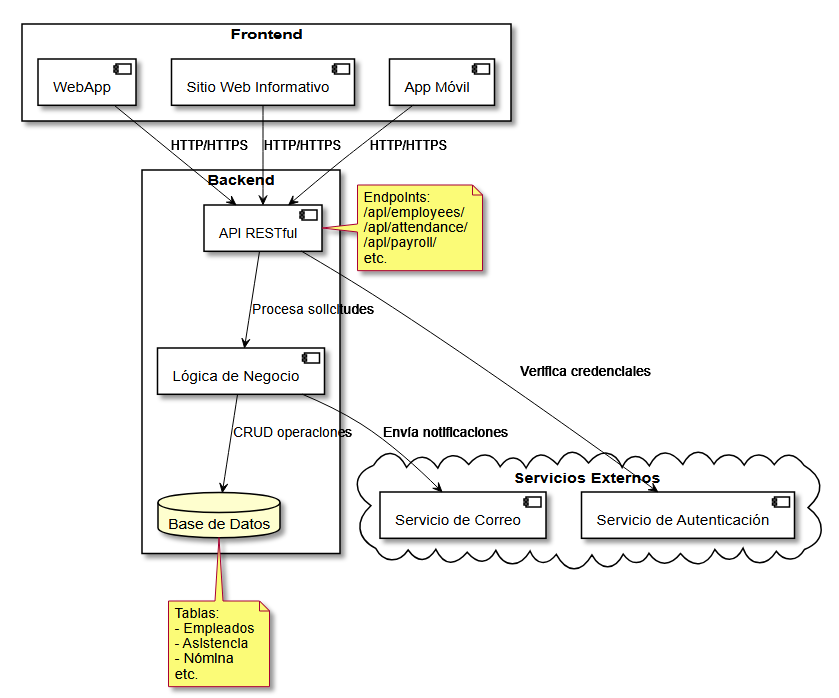 Frontend
WebApp
Sitio Web Informativo
App Móvil
HTTP/HTTPS
HTTP/HTTPS
HTTP/HTTPS
Backend
API RESTful
Endpoints:
/api/employees/
/api/attendance/
/api/payroll/
etc.
Procesa solicitudes
Verifica credenciales
Lógica de Negocio
CRUD operaciones
Envía notificaciones
Servicios Externos
Base de Datos
Servicio de Correo
Servicio de Autenticación
Tablas:
- Empleados
- Asistencia
- Nómina
etc.